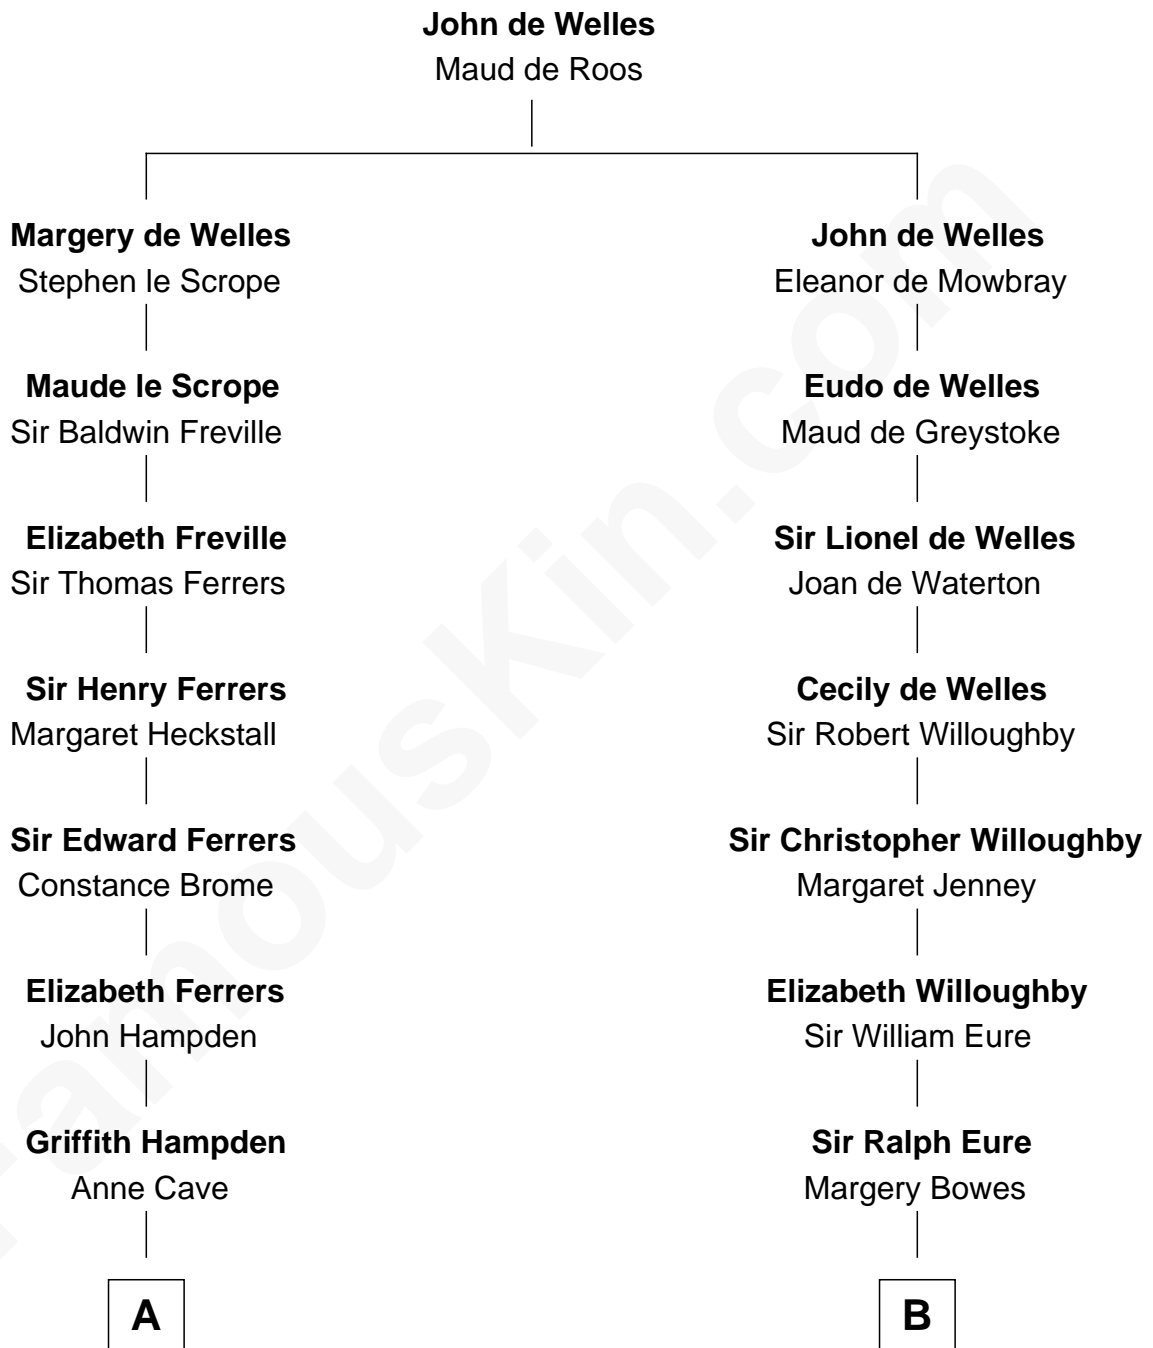 John de Welles
Maud de Roos
Margery de Welles
Stephen le Scrope
John de Welles
Eleanor de Mowbray
Maude le Scrope
Sir Baldwin Freville
Eudo de Welles
Maud de Greystoke
Elizabeth Freville
Sir Thomas Ferrers
Sir Lionel de Welles
Joan de Waterton
Sir Henry Ferrers
Margaret Heckstall
Cecily de Welles
Sir Robert Willoughby
Sir Edward Ferrers
Constance Brome
Sir Christopher Willoughby
Margaret Jenney
Elizabeth Ferrers
John Hampden
Elizabeth Willoughby
Sir William Eure
Griffith Hampden
Anne Cave
Sir Ralph Eure
Margery Bowes
A
B
FamousKin.com